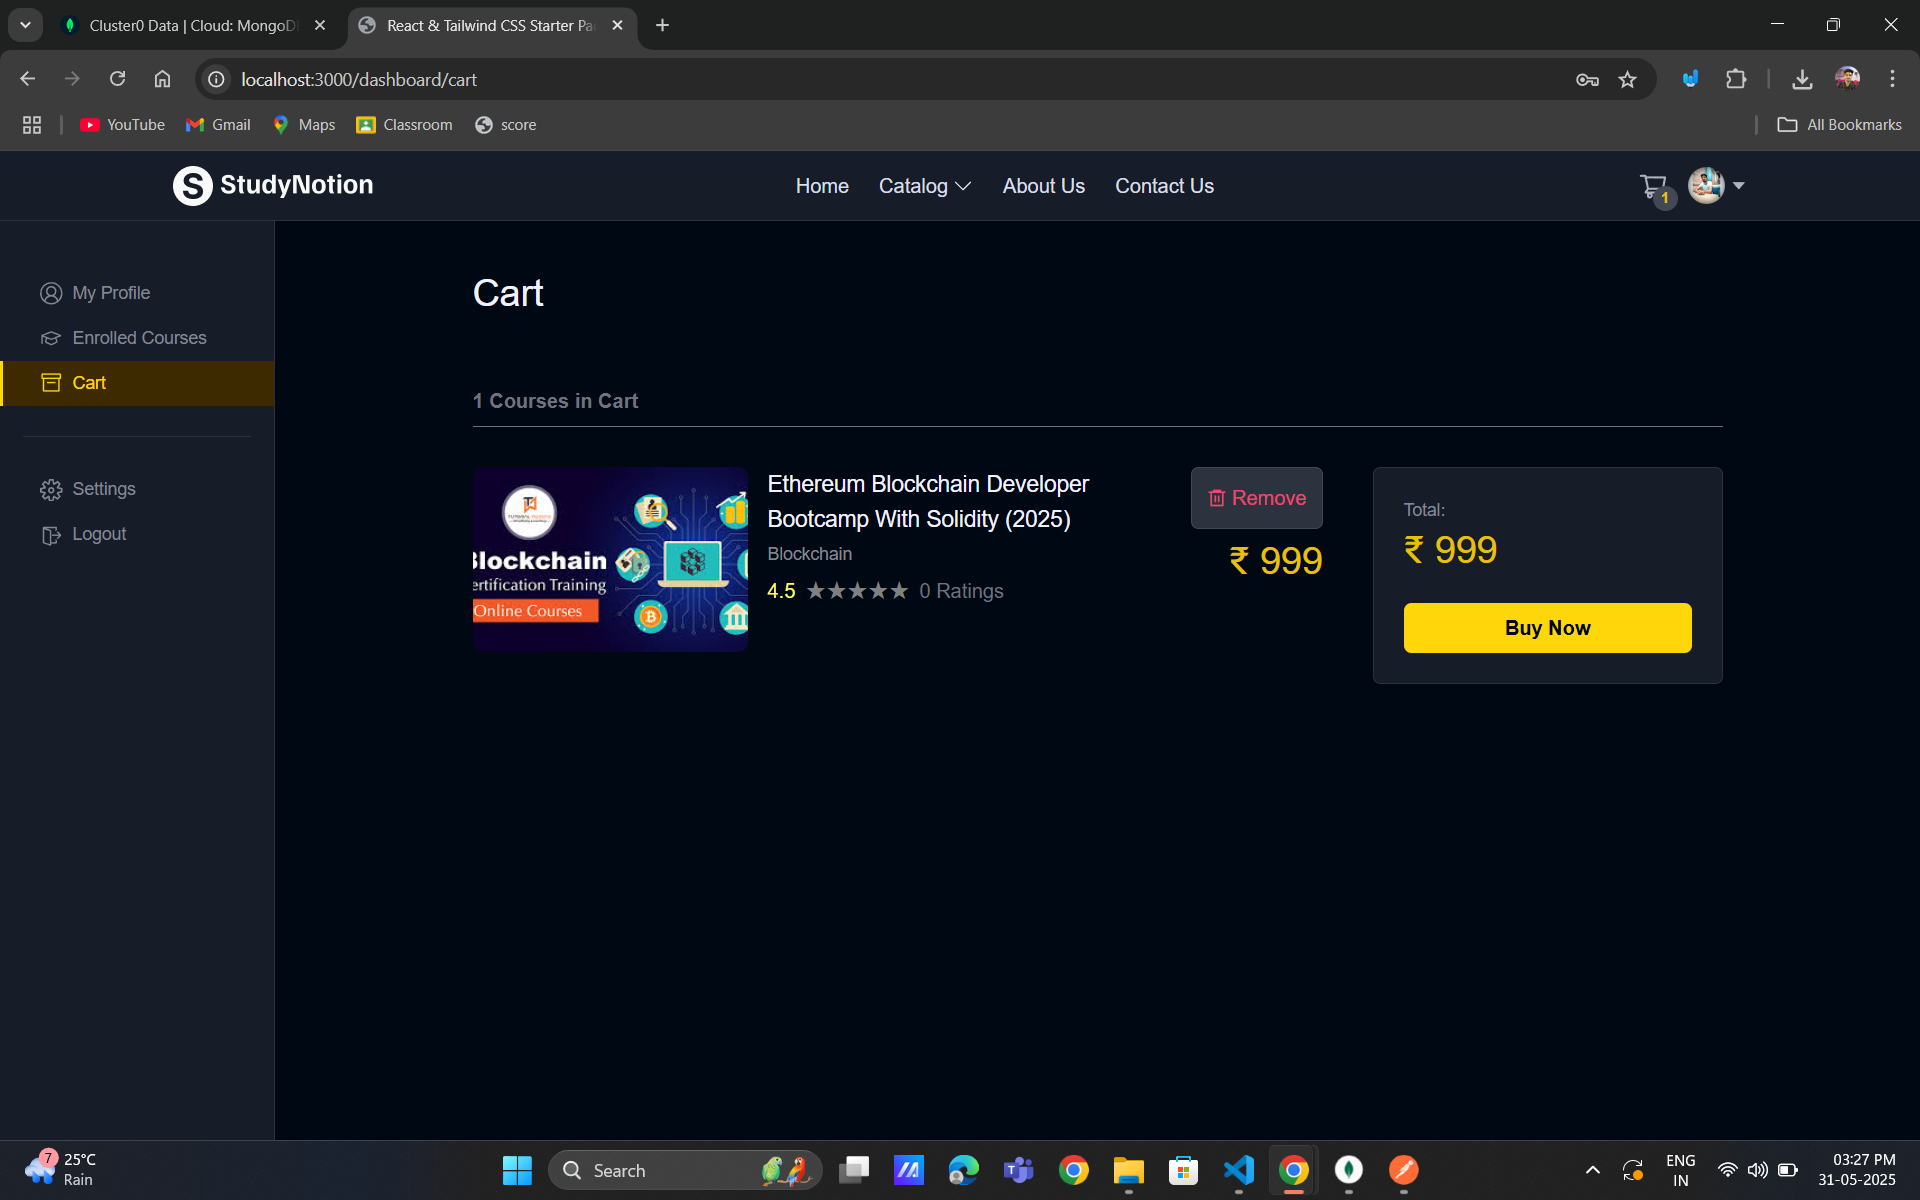 Cluster0 Data | Cloud: MongoD
React & Tailwind CSS Starter Pa
localhost:3000/dashboard/cart
YouTube
Gmail
Maps
Classroom
score
All Bookmarks
S StudyNotion
Home
Catalog
About Us
Contact Us
1
My Profile
Enrolled Courses
Cart
Settings
Logout
Cart
1 Courses in Cart
Blockchain
ertification Training
Online Courses
Ethereum Blockchain Developer
Bootcamp With Solidity (2025)
Blockchain
4.5 ★★★★★ 0 Ratings
Remove
₹ 999
Total:
₹ 999
Buy Now
7
25°C
Rain
Search
ENG
IN
03:27 PM
31-05-2025